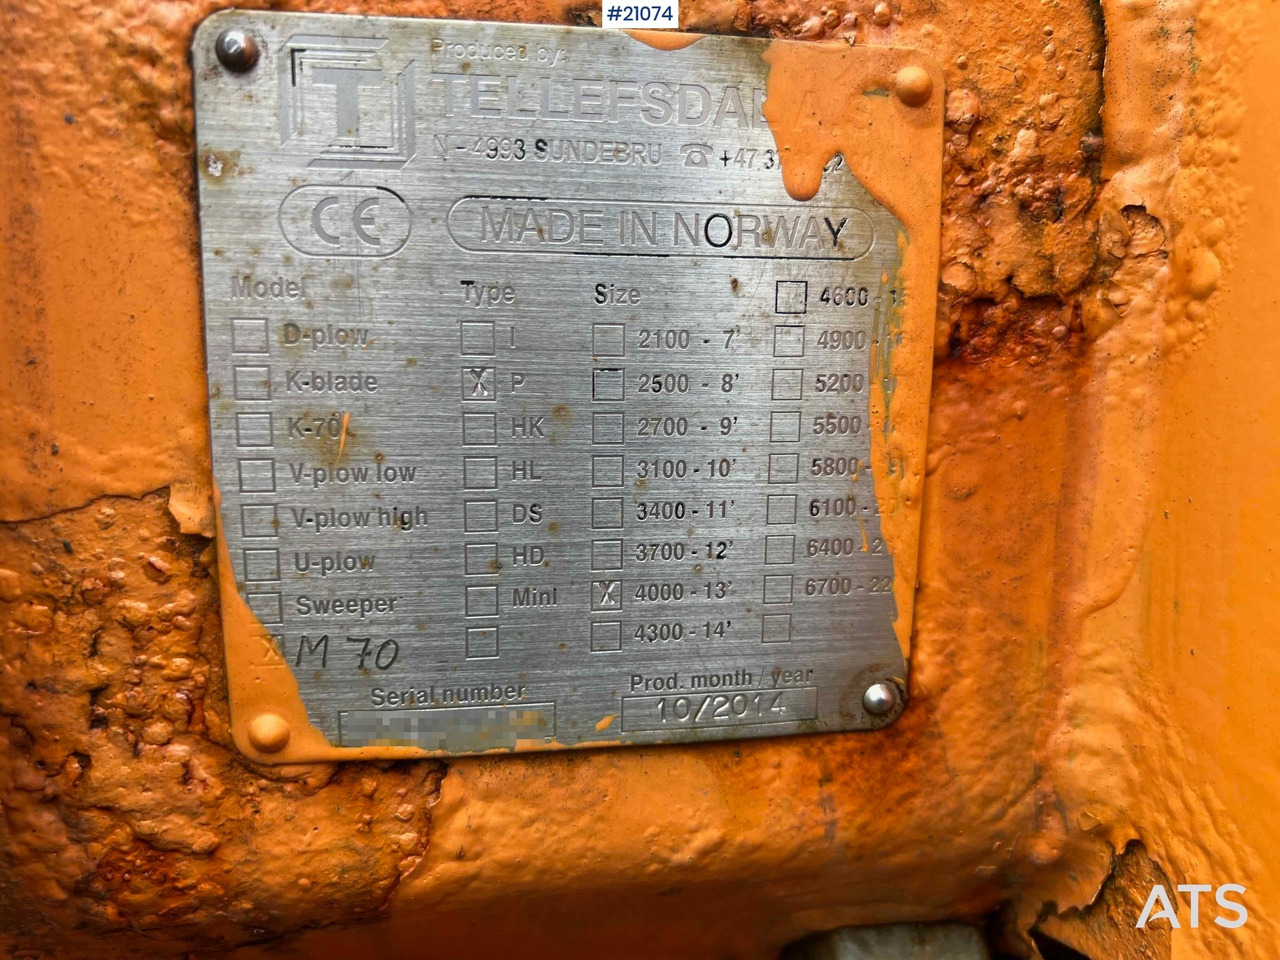 #21074
T
Produced by:
TELLEFSDAL A.S
N - 4993 SUNDEBRU ☎ +47.37
CE
MADE IN NORWAY
Model Type Size ☐ 4600
☐ D-plow ☐ I ☐ 2100 - 7' ☐ 4900
☐ K-blade ☒ P ☐ 2500 - 8' ☐ 5200
☐ K-70 ☐ HK ☐ 2700 - 9' ☐ 5500
☐ V-plow low ☐ HL ☐ 3100 - 10' ☐ 5800
☐ V-plow high ☐ DS ☐ 3400 - 11' ☐ 6100
☐ U-plow ☐ HD ☐ 3700 - 12' ☐ 6400
☐ Sweeper ☐ Mini ☒ 4000 - 13' ☐ 6700 - 22
☒ M 70 ☐ ☐ 4300 - 14' ☐
Serial number Prod. month / year
10/2014
ATS